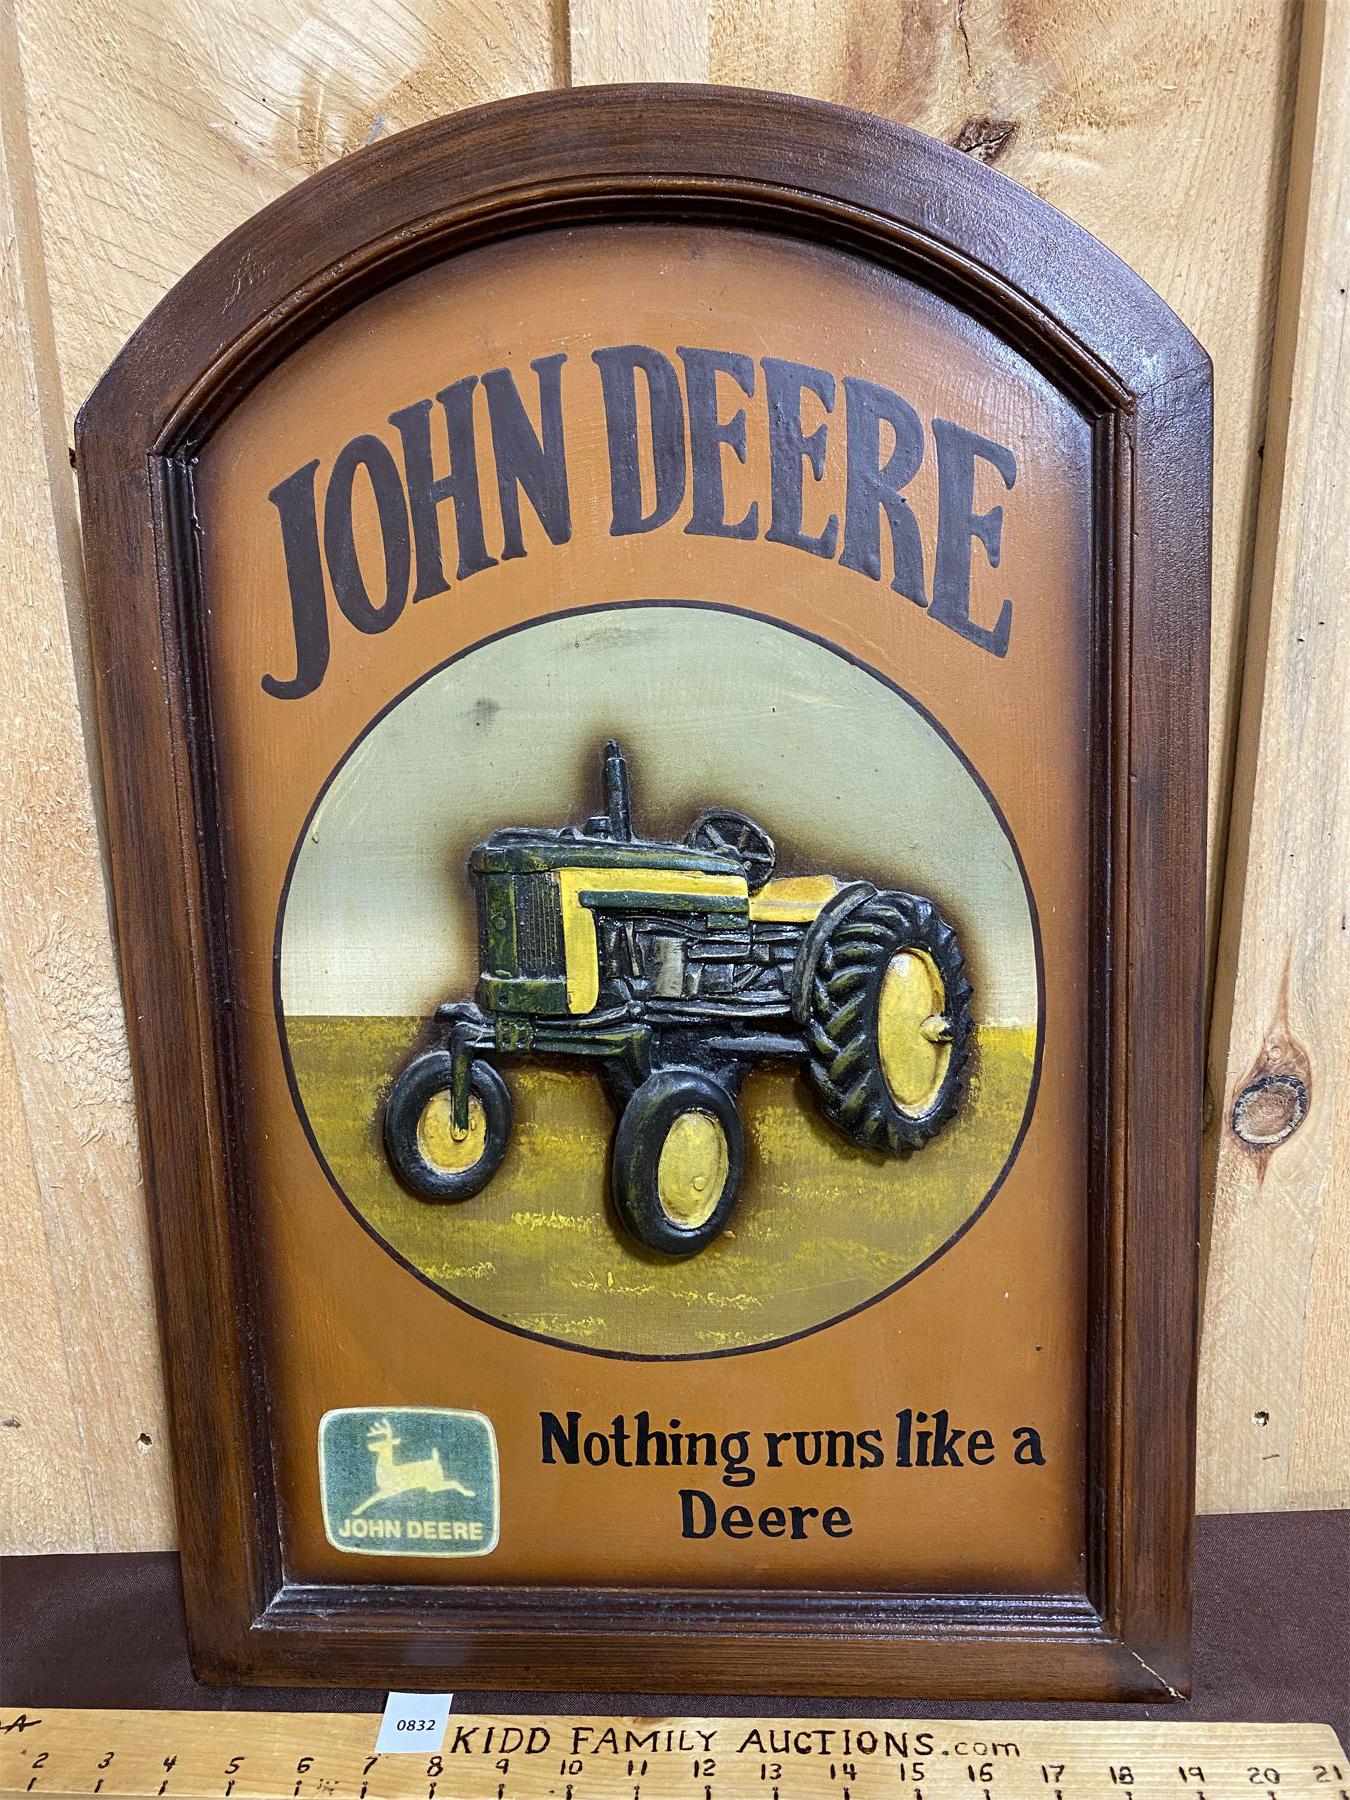 JOHN DEERE
Nothing runs like a
Deere
JOHN DEERE
0832
KIDD FAMILY AUCTIONS.com
2 3 4 5 6 7 8 9 10 11 12 13 14 15 16 17 18 19 20 21